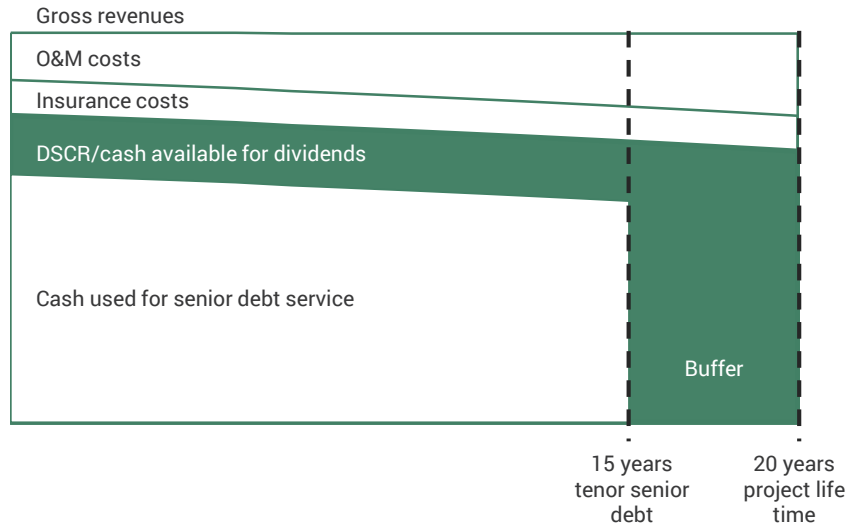 Gross revenues
O&M costs
Insurance costs
DSCR/cash available for dividends
Cash used for senior debt service
Buffer
15 years
tenor senior
debt
20 years
project life
time